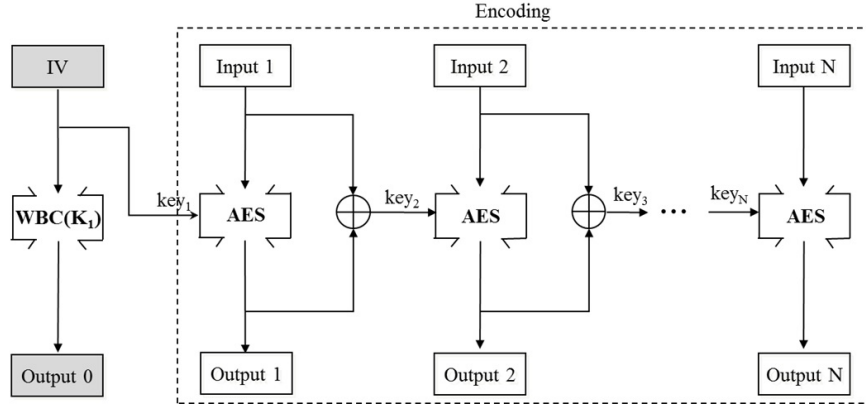 Encoding
IV
Input 1
Input 2
Input N
key₁
key₂
key₃
keyN
WBC(K₁)
AES
AES
...
AES
Output 0
Output 1
Output 2
Output N